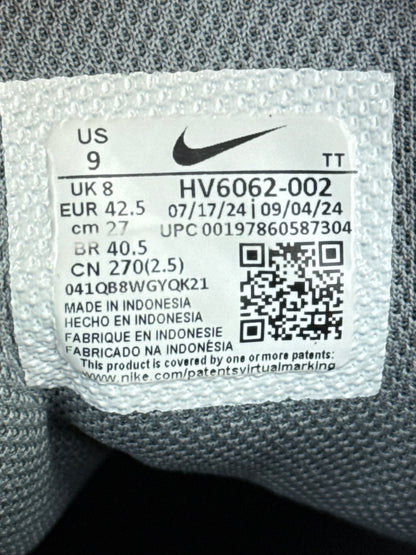 US
9
TT
UK 8
HV6062-002
EUR 42.5
07/17/24 | 09/04/24
cm 27
UPC 00197860587304
BR 40.5
CN 270(2.5)
041QB8WGYQK21
MADE IN INDONESIA
HECHO EN INDONESIA
FABRIQUE EN INDONESIE
FABRICADO NA INDONÉSIA
This product is covered by one or more patents:
www.nike.com/patentsvirtualmarking